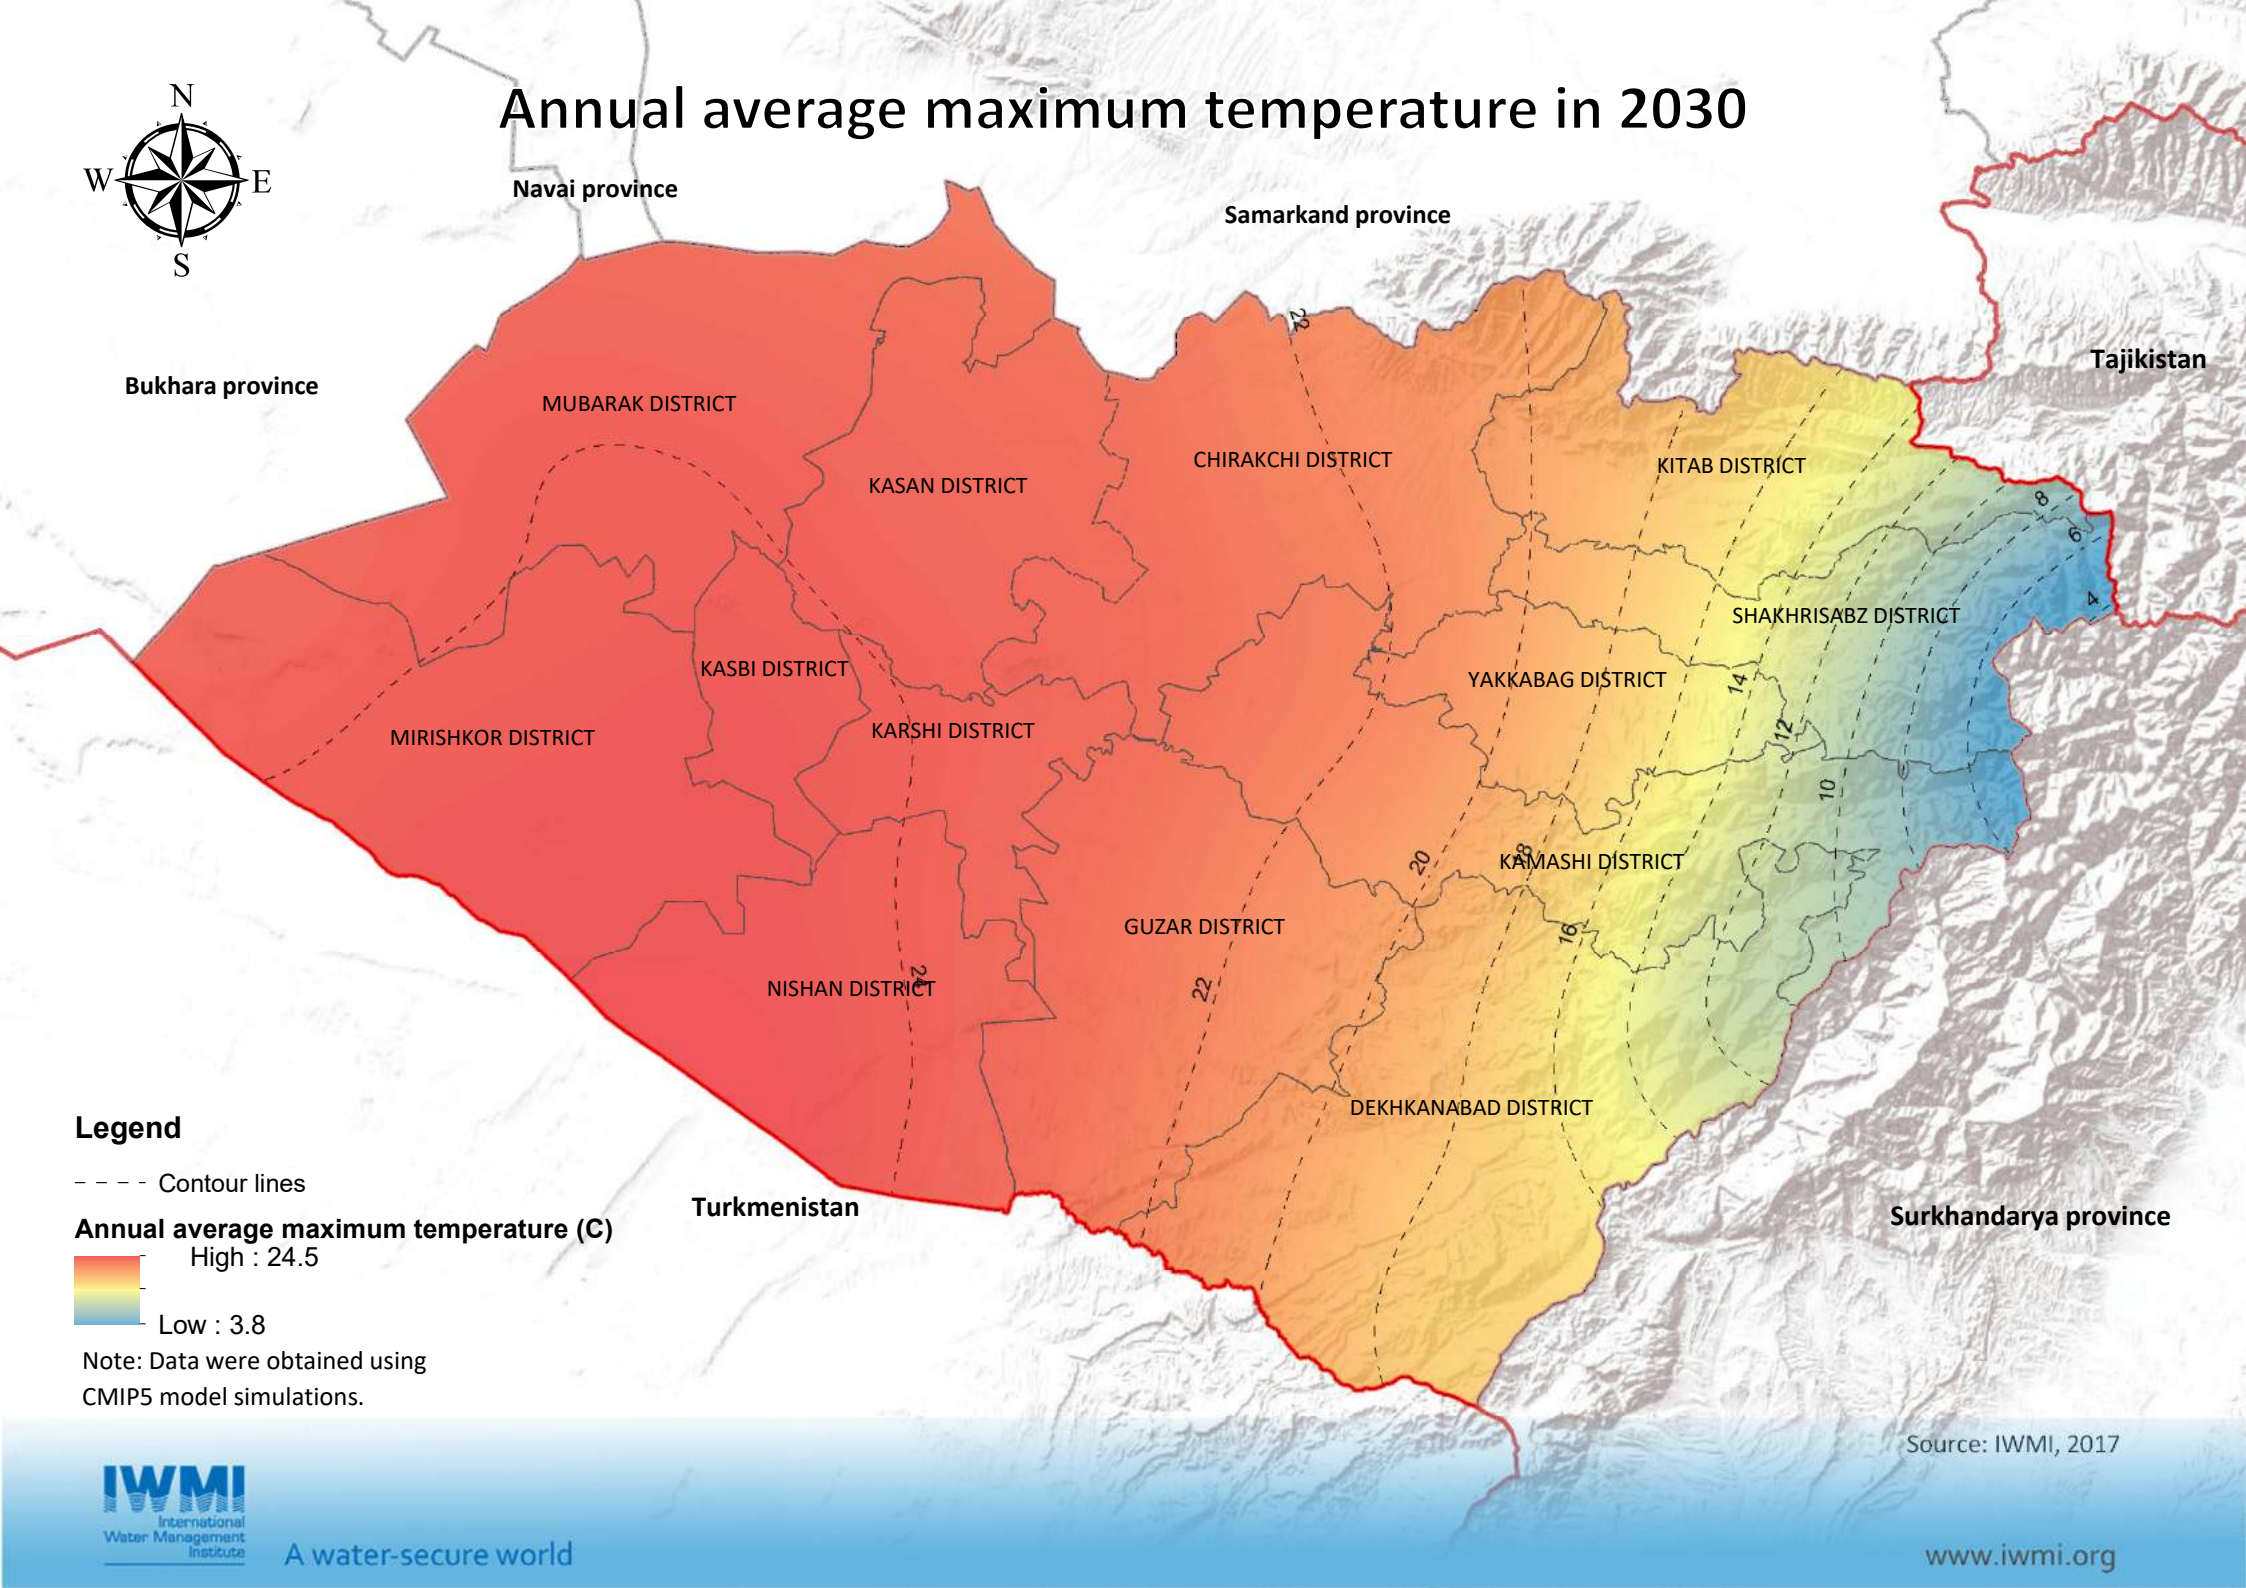 Annual average maximum temperature in 2030
N
W
E
S
Navai province
Samarkand province
Bukhara province
Tajikistan
22
MUBARAK DISTRICT
KASAN DISTRICT
CHIRAKCHI DISTRICT
KITAB DISTRICT
8
6
4
SHAKHRISABZ DISTRICT
KASBI DISTRICT
YAKKABAG DISTRICT
14
MIRISHKOR DISTRICT
KARSHI DISTRICT
12
10
20
18
KAMASHI DISTRICT
GUZAR DISTRICT
16
NISHAN DISTRICT
24
22
DEKHKANABAD DISTRICT
Turkmenistan
Surkhandarya province
Legend
Contour lines
Annual average maximum temperature (C)
High : 24.5
Low : 3.8
Note: Data were obtained using
CMIP5 model simulations.
Source: IWMI, 2017
IWMI
International
Water Management
Institute
A water-secure world
www.iwmi.org